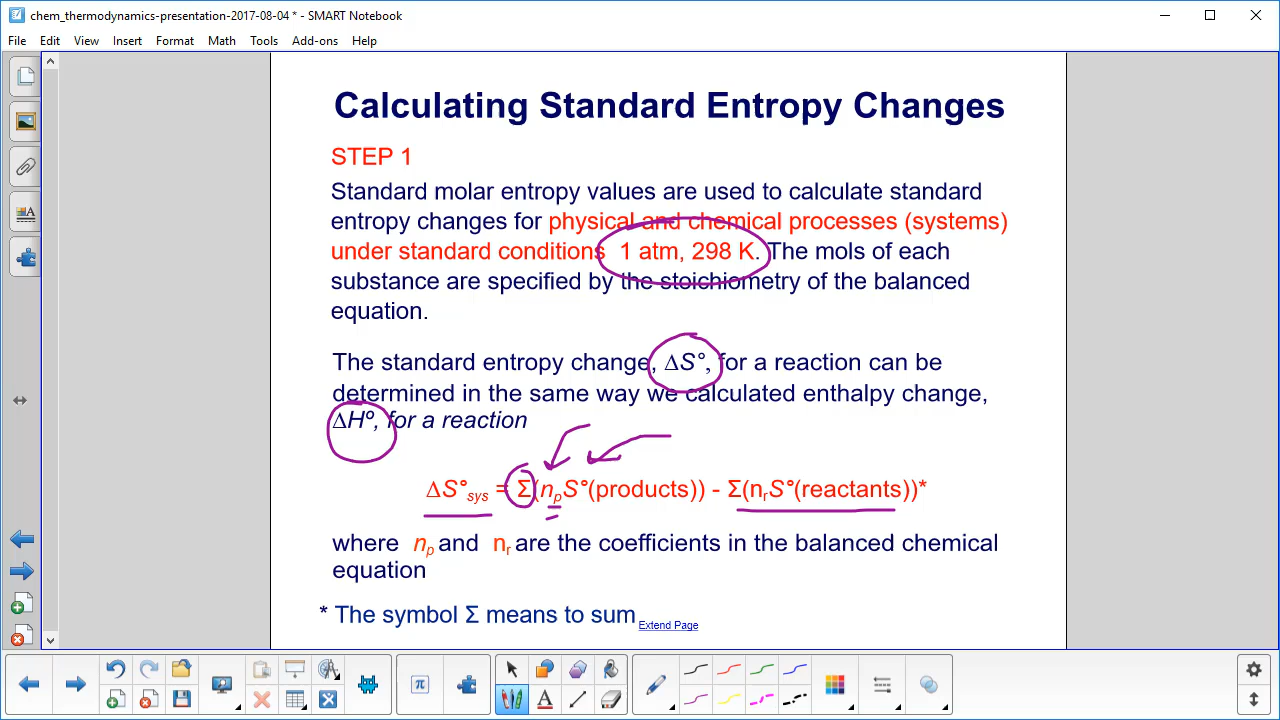 chem_thermodynamics-presentation-2017-08-04 * - SMART Notebook
File Edit View Insert Format Math Tools Add-ons Help
Calculating Standard Entropy Changes
STEP 1
Standard molar entropy values are used to calculate standard
entropy changes for physical and chemical processes (systems)
under standard conditions 1 atm, 298 K. The mols of each
substance are specified by the stoichiometry of the balanced
equation.
The standard entropy change, ΔS°, for a reaction can be
determined in the same way we calculated enthalpy change,
ΔHº, for a reaction
ΔS°sys = Σ(npS°(products)) - Σ(nrS°(reactants))*
where np and nr are the coefficients in the balanced chemical
equation
* The symbol Σ means to sum
Extend Page
π
A